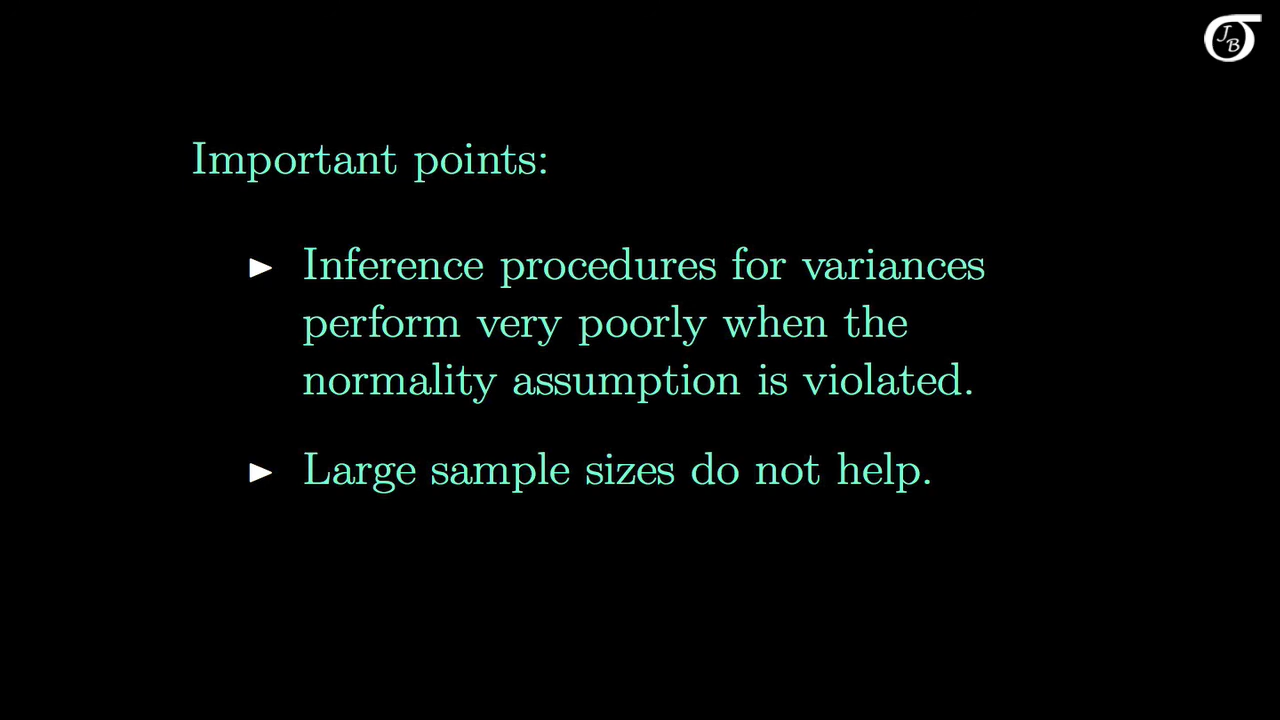 JB
Important points:
Inference procedures for variances
perform very poorly when the
normality assumption is violated.
Large sample sizes do not help.